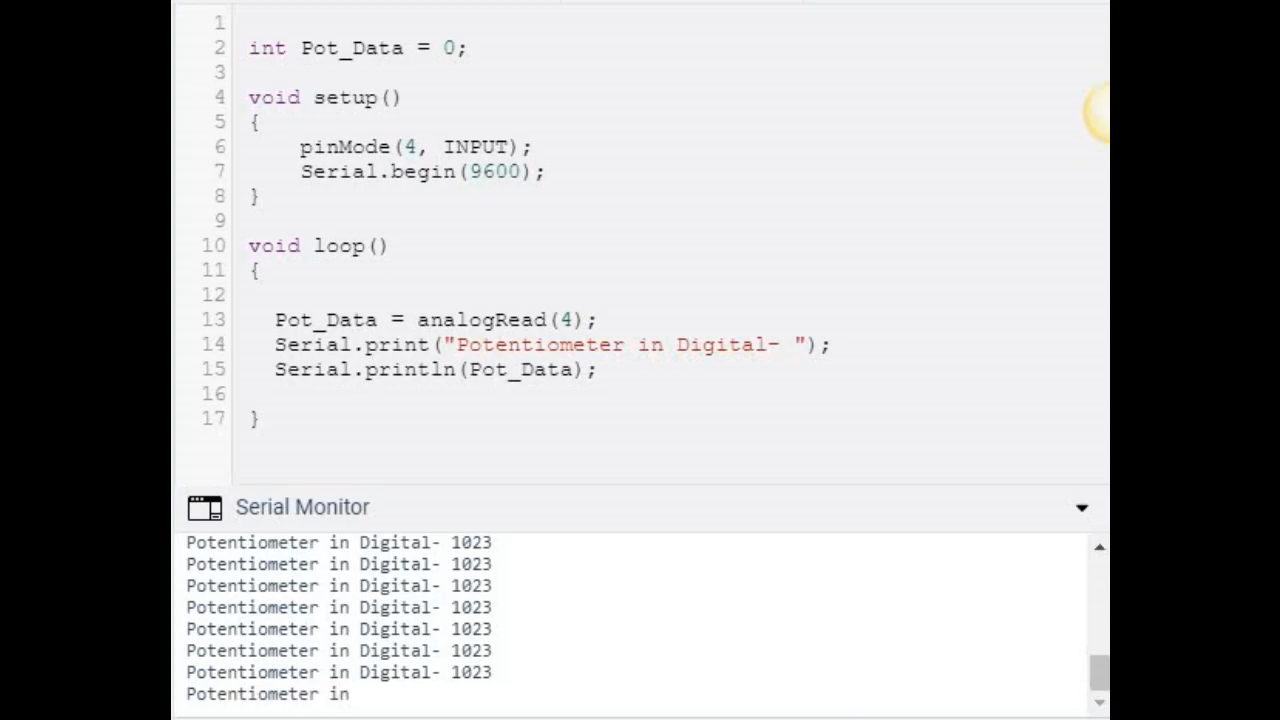 1
2 int Pot_Data = 0;
3
4 void setup()
5 {
6 pinMode(4, INPUT);
7 Serial.begin(9600);
8 }
9
10 void loop()
11 {
12
13 Pot_Data = analogRead(4);
14 Serial.print("Potentiometer in Digital- ");
15 Serial.println(Pot_Data);
16
17 }
Serial Monitor
Potentiometer in Digital- 1023
Potentiometer in Digital- 1023
Potentiometer in Digital- 1023
Potentiometer in Digital- 1023
Potentiometer in Digital- 1023
Potentiometer in Digital- 1023
Potentiometer in Digital- 1023
Potentiometer in